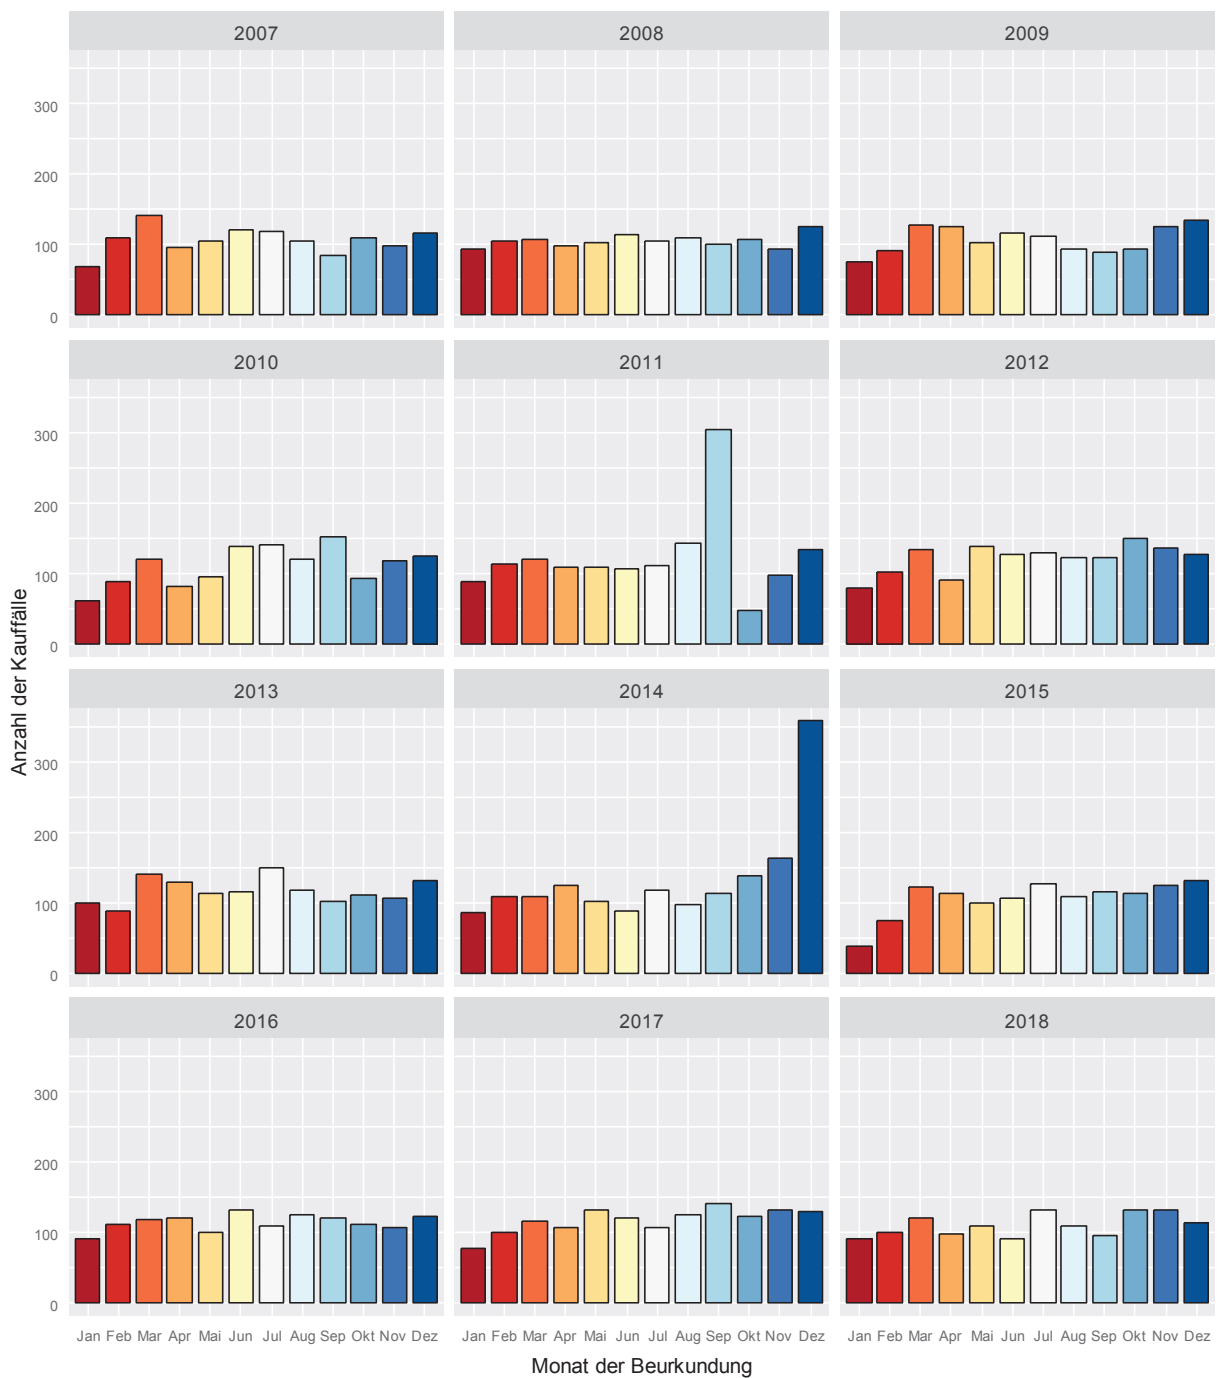 2007 2008 2009
300
200
100
0
2010 2011 2012
300
200
100
0
2013 2014 2015
300
200
100
0
2016 2017 2018
300
200
100
0
Anzahl der Kauffälle
Jan Feb Mar Apr Mai Jun Jul Aug Sep Okt Nov Dez Jan Feb Mar Apr Mai Jun Jul Aug Sep Okt Nov Dez Jan Feb Mar Apr Mai Jun Jul Aug Sep Okt Nov Dez
Monat der Beurkundung